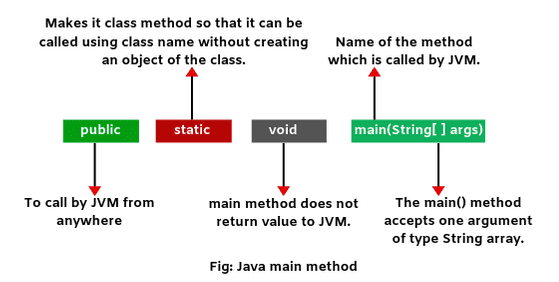 Makes it class method so that it can be
called using class name without creating
an object of the class.
Name of the method
which is called by JVM.
public
static
void
main(String[ ] args)
To call by JVM from
anywhere
main method does not
return value to JVM.
The main() method
accepts one argument
of type String array.
Fig: Java main method